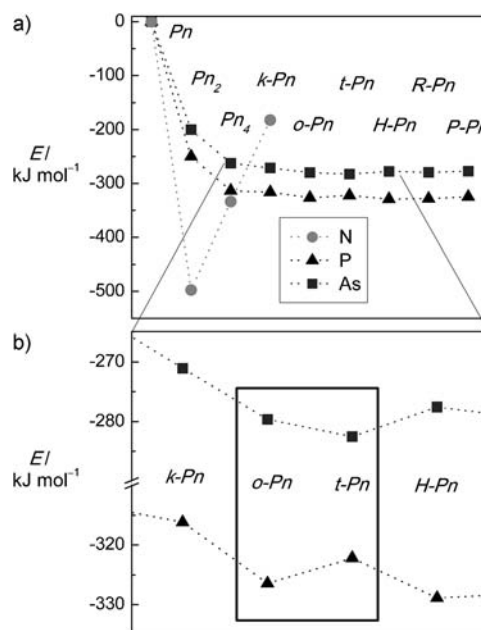 a)
0
-100
-200
-300
-400
-500
E/
kJ mol⁻¹
Pn
Pn₂
k-Pn
t-Pn
R-Pn
Pn₄
o-Pn
H-Pn
N
P
As
b)
-270
-280
-320
-330
E/
kJ mol⁻¹
k-Pn
o-Pn
t-Pn
H-Pn